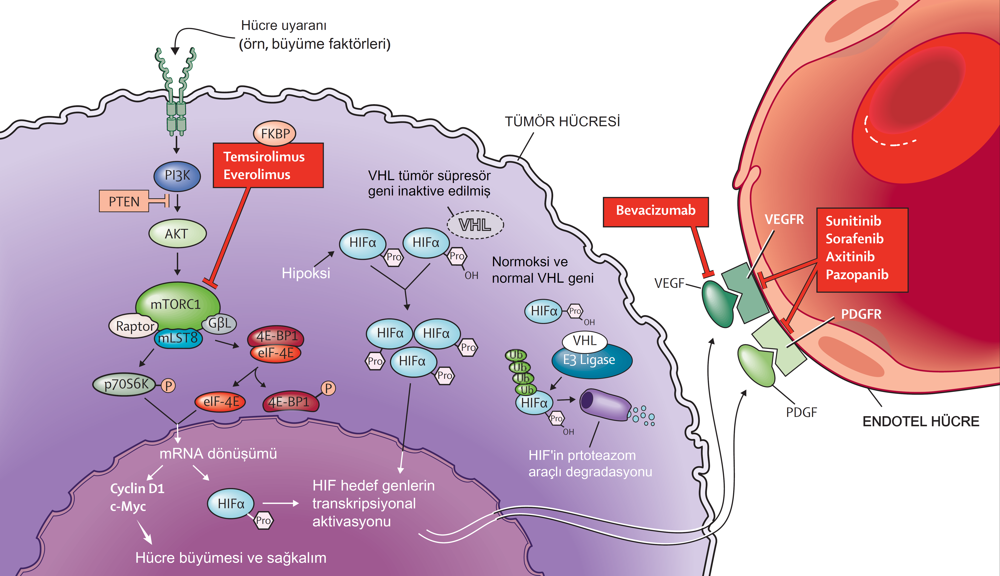 Hücre uyaranı
(örn, büyüme faktörleri)
FKBP
Temsirolimus
Everolimus
PI3K
PTEN
AKT
mTORC1
Raptor
mLST8
GβL
4E-BP1
eIF-4E
p70S6K
P
eIF-4E
4E-BP1
P
mRNA dönüşümü
Cyclin D1
c-Myc
HIFα
Pro
Hücre büyümesi ve sağkalım
TÜMÖR HÜCRESİ
VHL tümör süpresör
geni inaktive edilmiş
VHL
HIFα
Pro
HIFα
Pro
OH
Hipoksi
HIFα
HIFα
HIFα
Pro
Pro
Pro
HIF hedef genlerin
transkripsiyonal
aktivasyonu
Normoksi ve
normal VHL geni
HIFα
Pro
OH
VHL
E3 Ligase
Ub
Ub
Ub
Ub
HIFα
Pro
OH
HIF'in prtoteazom
araçlı degradasyonu
Bevacizumab
VEGFR
Sunitinib
Sorafenib
Axitinib
Pazopanib
VEGF
PDGFR
PDGF
ENDOTEL HÜCRE